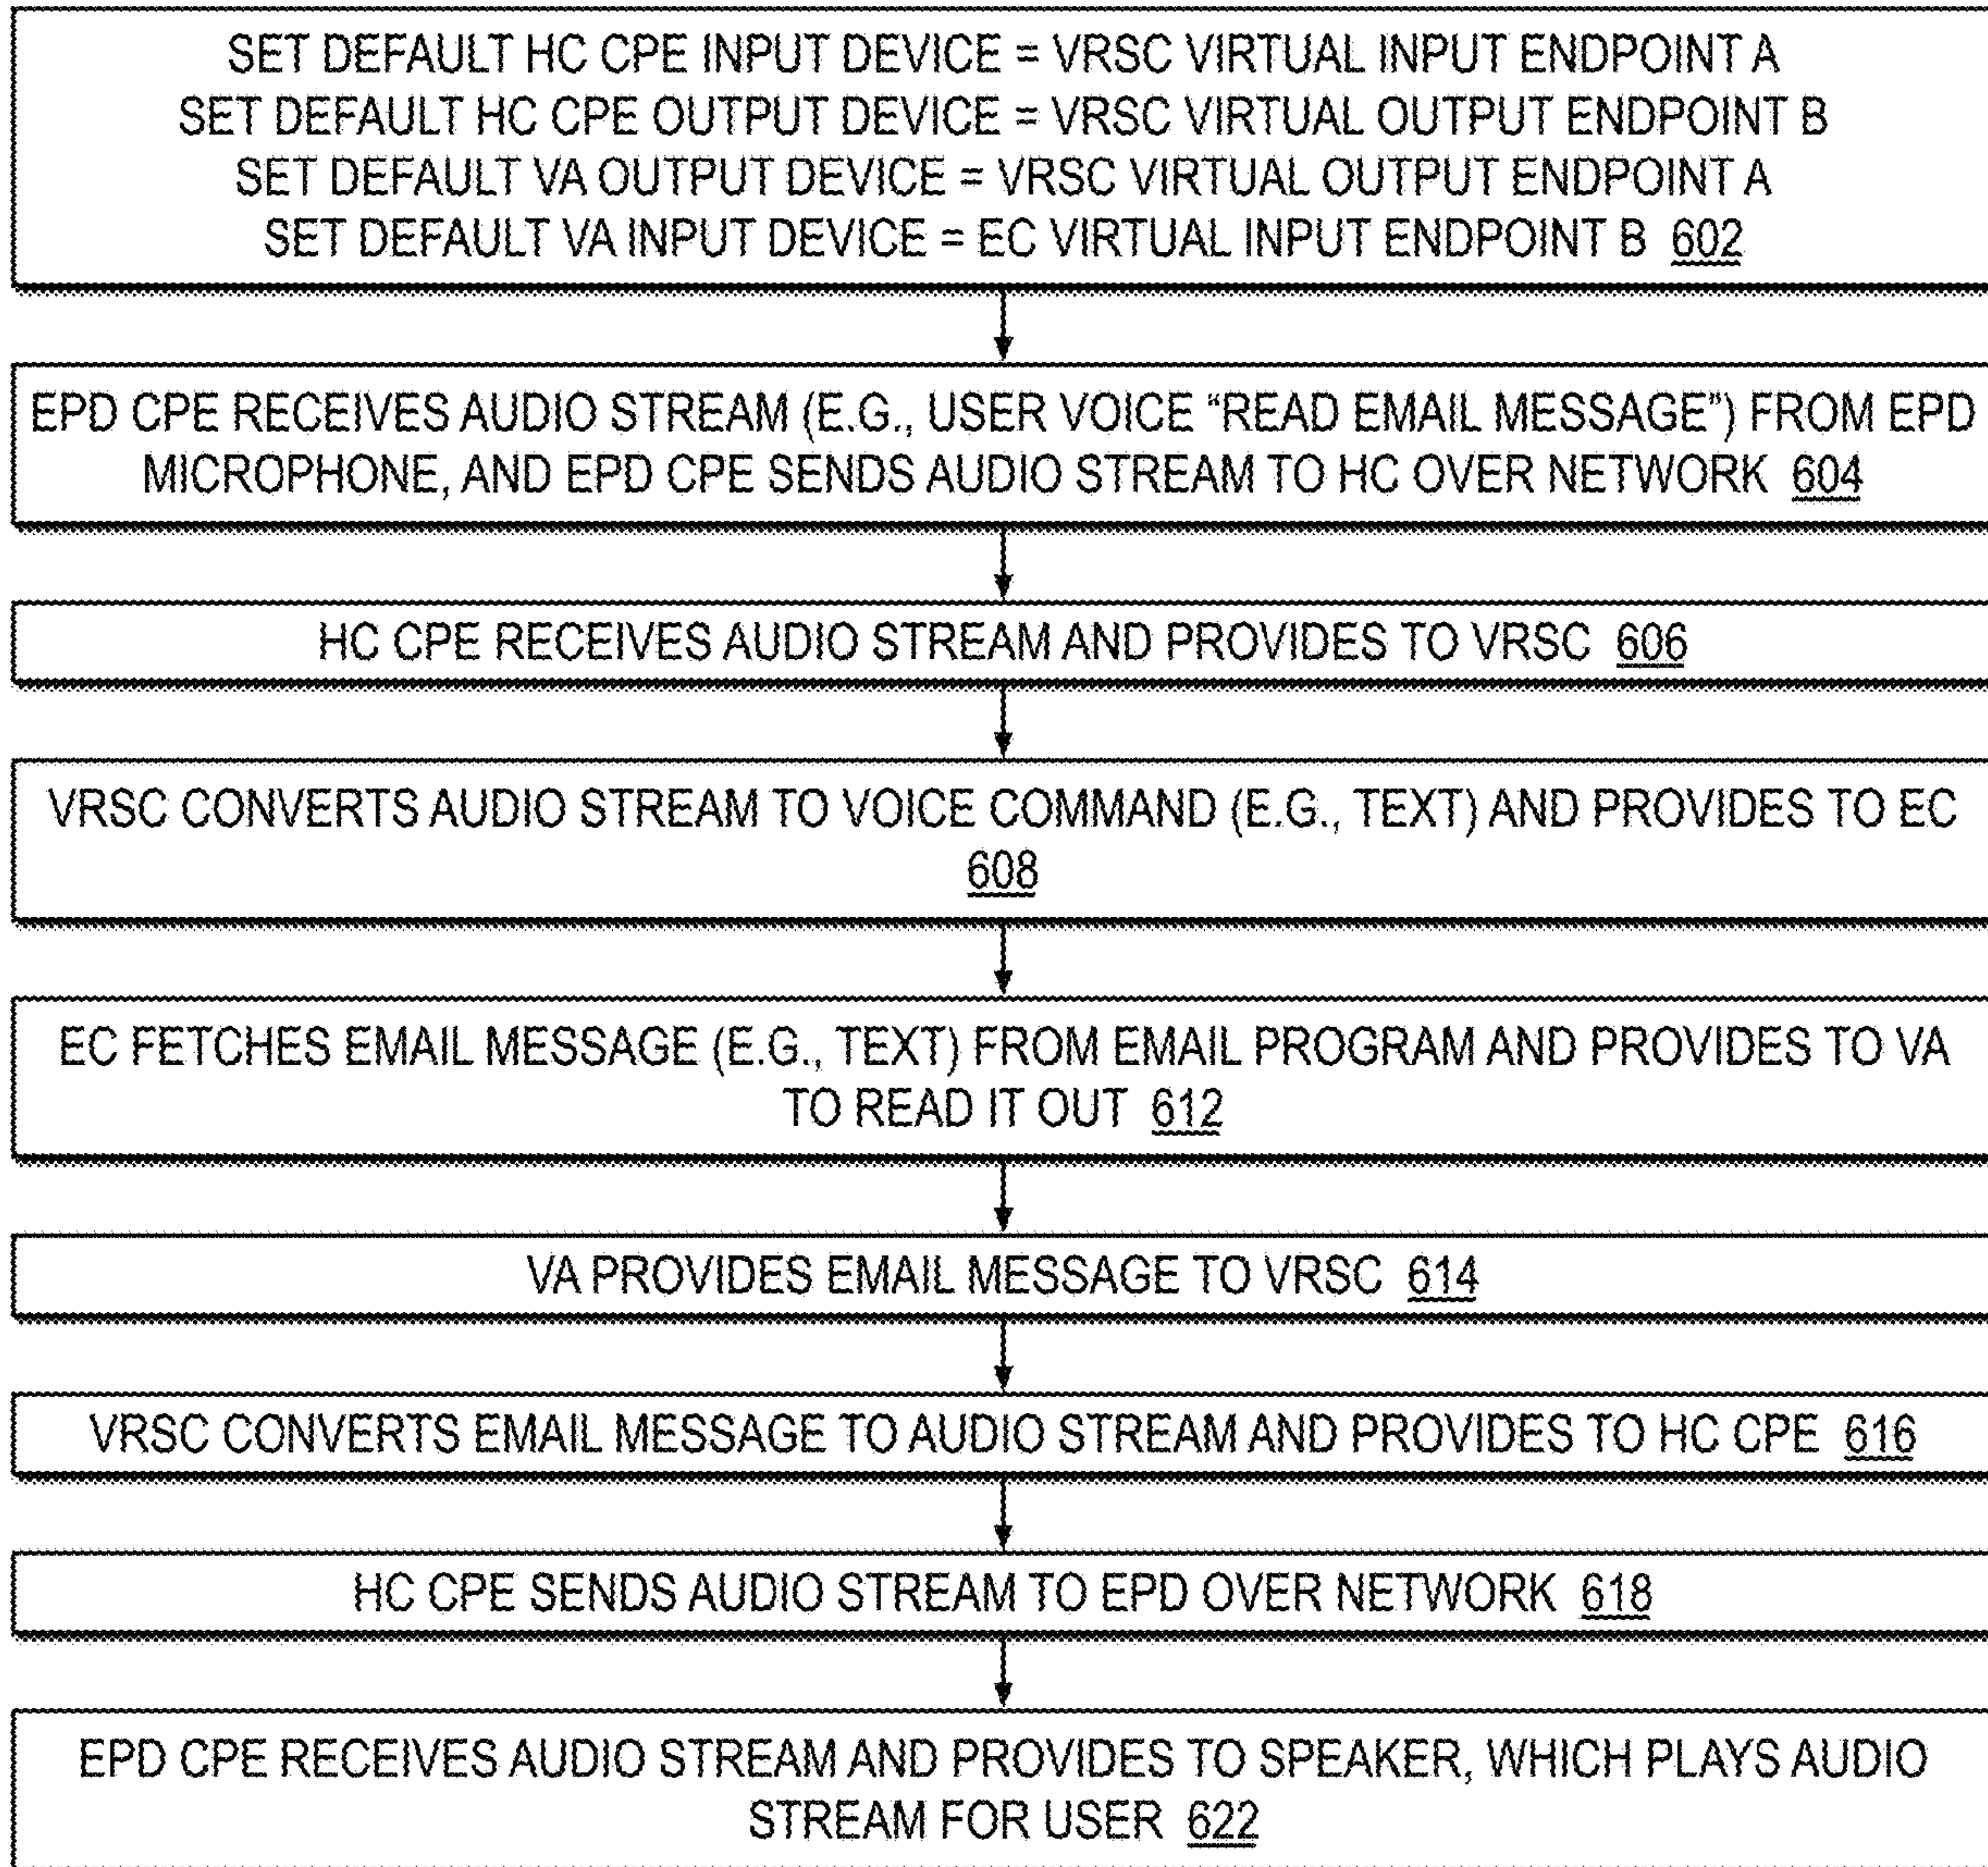 SET DEFAULT HC CPE INPUT DEVICE = VRSC VIRTUAL INPUT ENDPOINT A
SET DEFAULT HC CPE OUTPUT DEVICE = VRSC VIRTUAL OUTPUT ENDPOINT B
SET DEFAULT VA OUTPUT DEVICE = VRSC VIRTUAL OUTPUT ENDPOINT A
SET DEFAULT VA INPUT DEVICE = EC VIRTUAL INPUT ENDPOINT B 602
EPD CPE RECEIVES AUDIO STREAM (E.G., USER VOICE “READ EMAIL MESSAGE”) FROM EPD
MICROPHONE, AND EPD CPE SENDS AUDIO STREAM TO HC OVER NETWORK 604
HC CPE RECEIVES AUDIO STREAM AND PROVIDES TO VRSC 606
VRSC CONVERTS AUDIO STREAM TO VOICE COMMAND (E.G., TEXT) AND PROVIDES TO EC
608
EC FETCHES EMAIL MESSAGE (E.G., TEXT) FROM EMAIL PROGRAM AND PROVIDES TO VA
TO READ IT OUT 612
VA PROVIDES EMAIL MESSAGE TO VRSC 614
VRSC CONVERTS EMAIL MESSAGE TO AUDIO STREAM AND PROVIDES TO HC CPE 616
HC CPE SENDS AUDIO STREAM TO EPD OVER NETWORK 618
EPD CPE RECEIVES AUDIO STREAM AND PROVIDES TO SPEAKER, WHICH PLAYS AUDIO
STREAM FOR USER 622